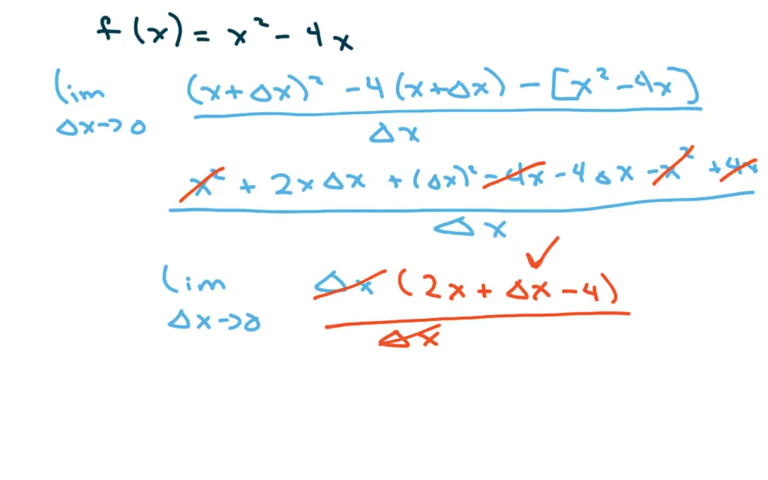 f(x) = x² - 4x
lim (x+Δx)² - 4(x+Δx) - [x² - 4x]
Δx→0 Δx
x² + 2xΔx + (Δx)² - 4x - 4Δx - x² + 4x
Δx
lim Δx (2x + Δx - 4)
Δx→0 Δx